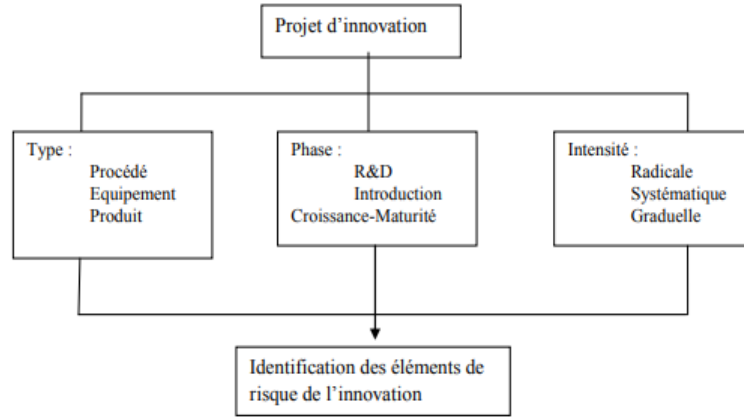 Projet d’innovation
Type :
Procédé
Equipement
Produit
Phase :
R&D
Introduction
Croissance-Maturité
Intensité :
Radicale
Systématique
Graduelle
Identification des éléments de
risque de l’innovation